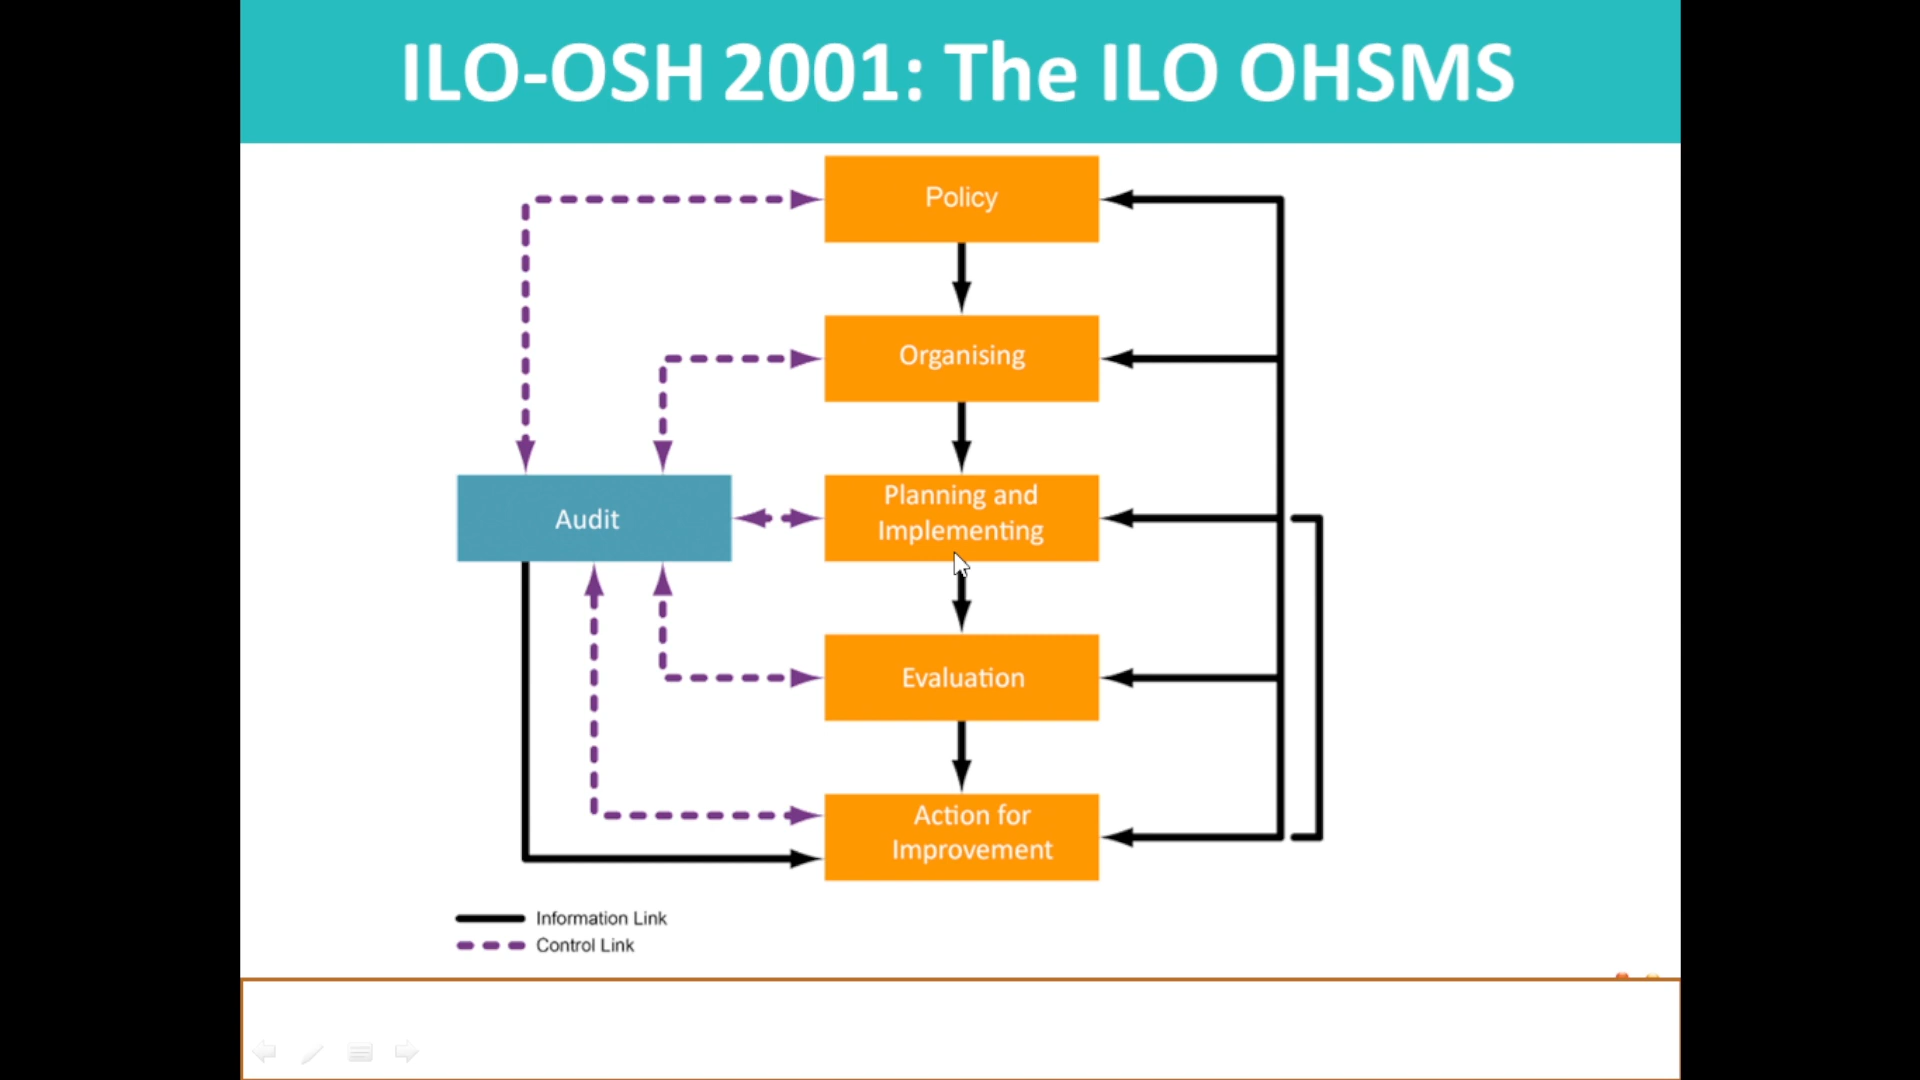 ILO-OSH 2001: The ILO OHSMS
Policy
Organising
Audit
Planning and
Implementing
Evaluation
Action for
Improvement
Information Link
Control Link